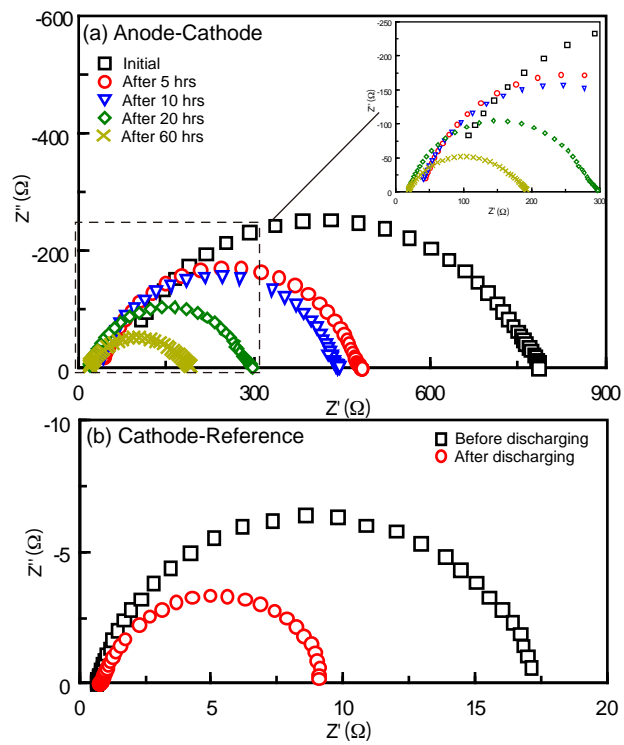 (a) Anode-Cathode
Initial
After 5 hrs
After 10 hrs
After 20 hrs
After 60 hrs
-600
-400
-200
0
Z''(Ω)
0
300
600
900
Z'(Ω)
-250
-200
-150
-100
-50
0
Z''(Ω)
0
100
200
300
Z'(Ω)
(b) Cathode-Reference
Before discharging
After discharging
-10
-5
0
Z''(Ω)
0
5
10
15
20
Z'(Ω)